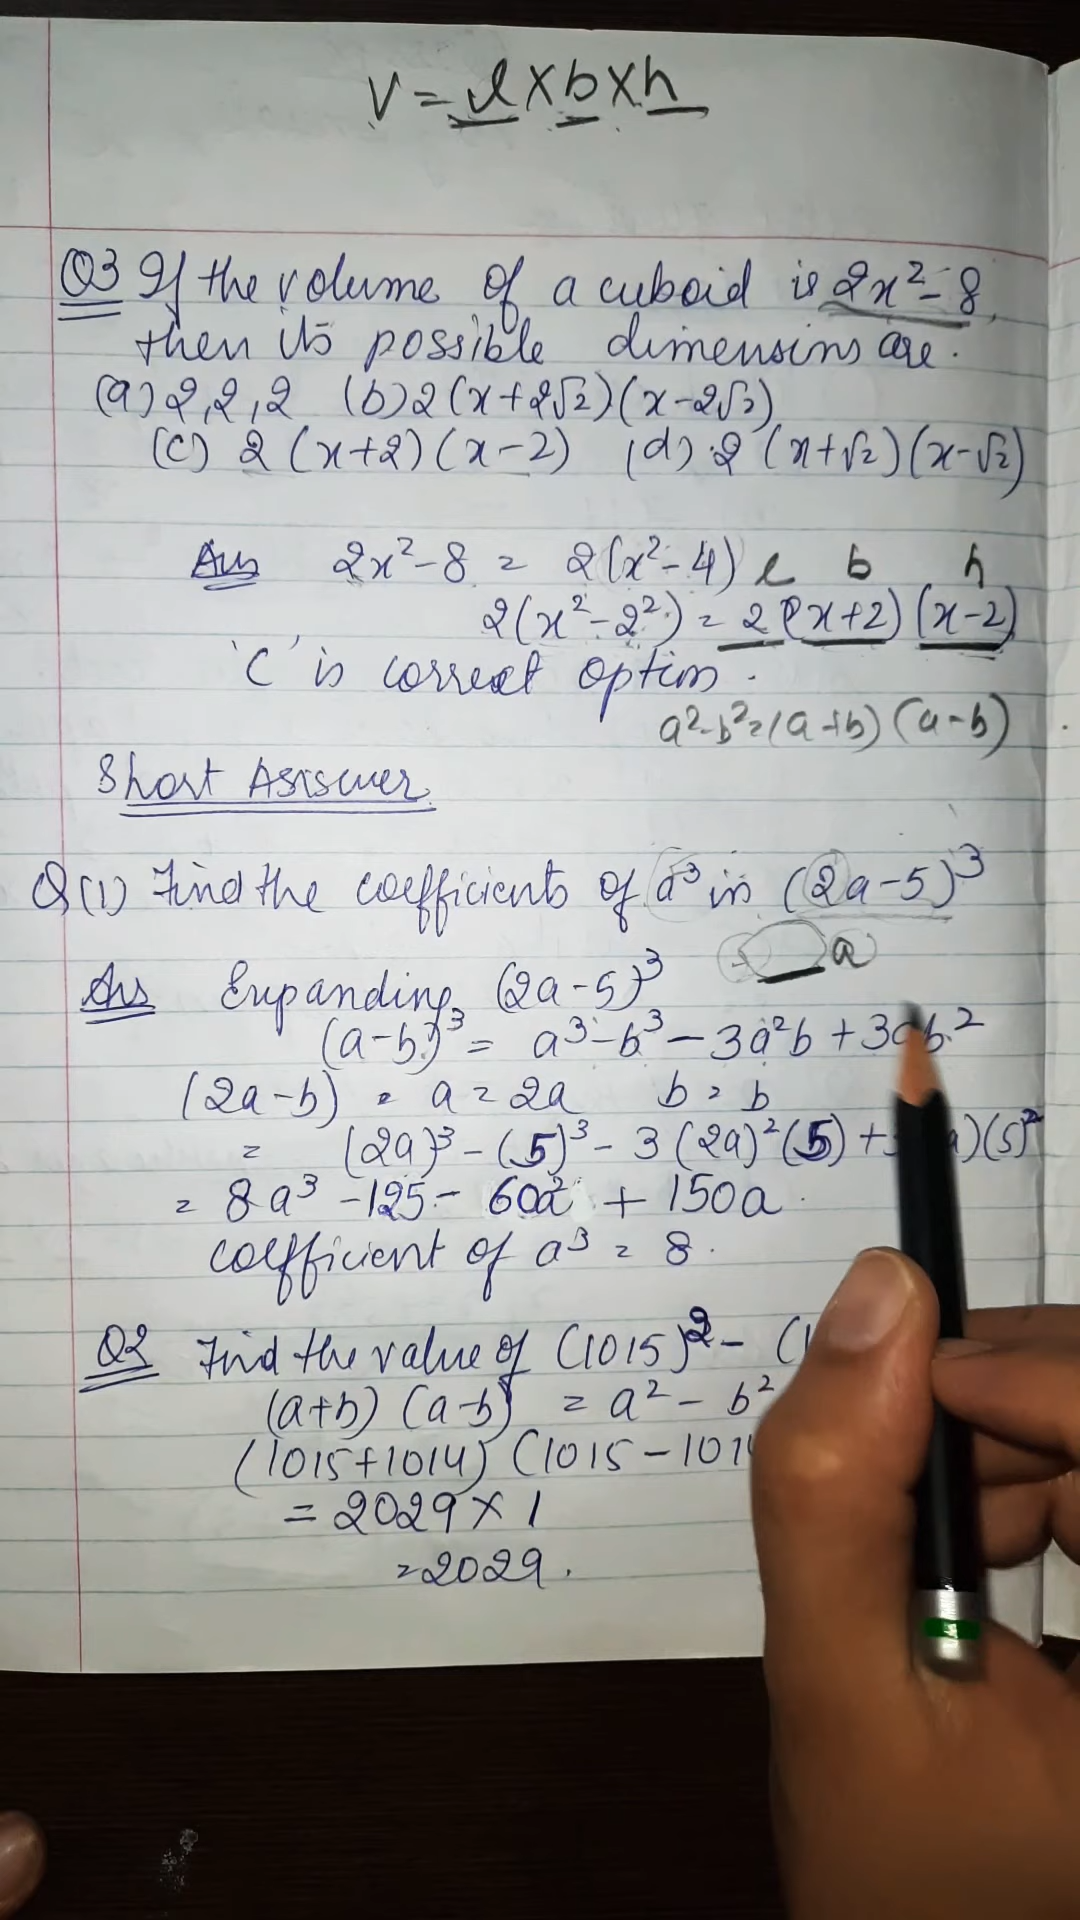 V = l × b × h
Q3 If the volume of a cuboid is 2x² - 8,
then its possible dimensions are.
(a) 2, 2, 2 (b) 2(x+2√2)(x-2√2)
(c) 2(x+2)(x-2) (d) 2(x+√2)(x-√2)
Ans 2x² - 8 = 2(x² - 4) l b h
2(x² - 2²) = 2(x+2)(x-2)
'C' is correct option.
a² - b² = (a+b)(a-b)
Short Answer
Q(1) Find the coefficients of a³ in (2a-5)³
a
Ans Expanding (2a-5)³
(a-b)³ = a³ - b³ - 3a²b + 3ab²
(2a-b) = a = 2a b = b
= (2a)³ - (5)³ - 3(2a)²(5) + )(5)²
= 8a³ - 125 - 60a² + 150a
coefficient of a³ = 8.
Q2 Find the value of (1015)² - (1
(a+b)(a-b) = a² - b²
(1015+1014)(1015-101
= 2029 × 1
= 2029.